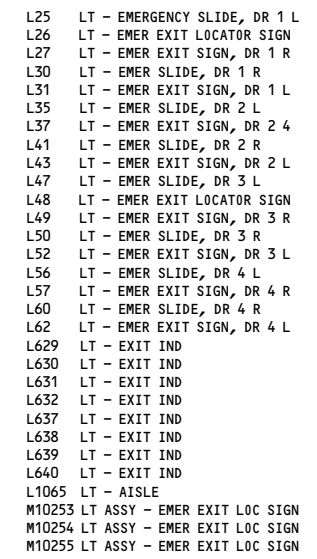 L25 LT - EMERGENCY SLIDE, DR 1 L
L26 LT - EMER EXIT LOCATOR SIGN
L27 LT - EMER EXIT SIGN, DR 1 R
L30 LT - EMER SLIDE, DR 1 R
L31 LT - EMER EXIT SIGN, DR 1 L
L35 LT - EMER SLIDE, DR 2 L
L37 LT - EMER EXIT SIGN, DR 2 4
L41 LT - EMER SLIDE, DR 2 R
L43 LT - EMER EXIT SIGN, DR 2 L
L47 LT - EMER SLIDE, DR 3 L
L48 LT - EMER EXIT LOCATOR SIGN
L49 LT - EMER EXIT SIGN, DR 3 R
L50 LT - EMER SLIDE, DR 3 R
L52 LT - EMER EXIT SIGN, DR 3 L
L56 LT - EMER SLIDE, DR 4 L
L57 LT - EMER EXIT SIGN, DR 4 R
L60 LT - EMER SLIDE, DR 4 R
L62 LT - EMER EXIT SIGN, DR 4 L
L629 LT - EXIT IND
L630 LT - EXIT IND
L631 LT - EXIT IND
L632 LT - EXIT IND
L637 LT - EXIT IND
L638 LT - EXIT IND
L639 LT - EXIT IND
L640 LT - EXIT IND
L1065 LT - AISLE
M10253 LT ASSY - EMER EXIT LOC SIGN
M10254 LT ASSY - EMER EXIT LOC SIGN
M10255 LT ASSY - EMER EXIT LOC SIGN